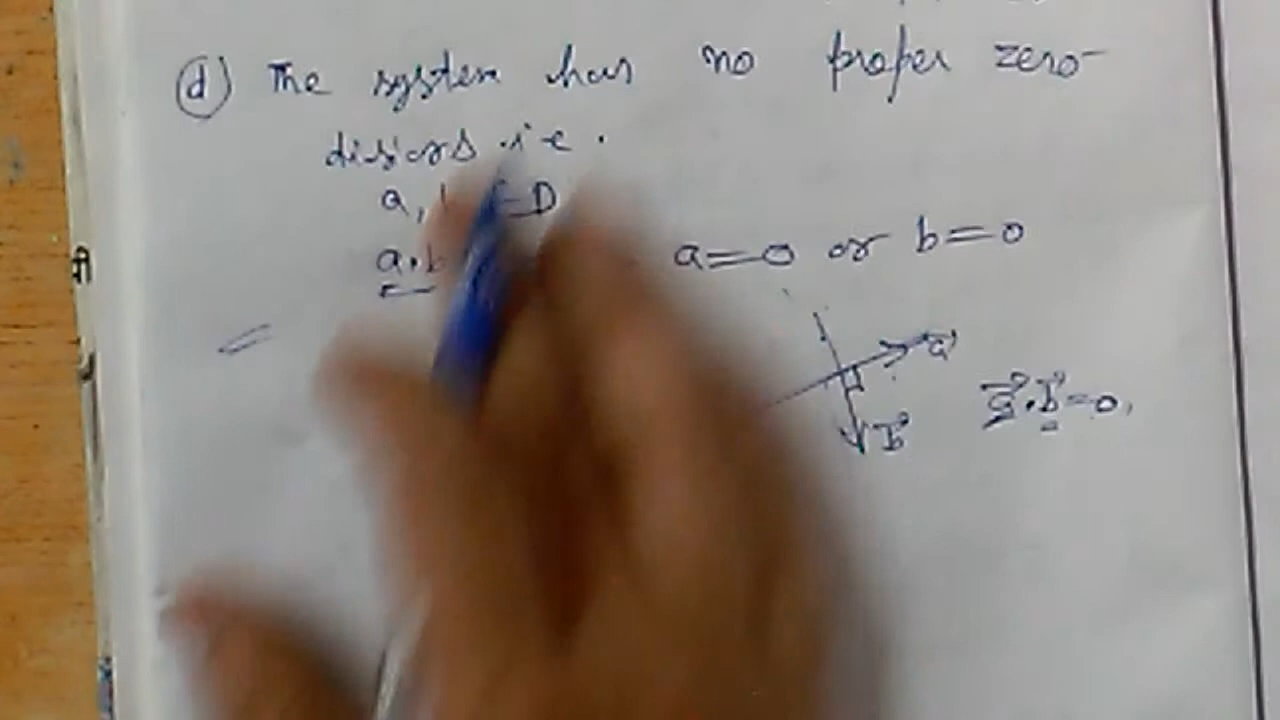 (d) The system has no proper zero-
divisors i.e.
a, D
a.b a=0 or b=0
a⃗
a⃗.b⃗=0,
b⃗